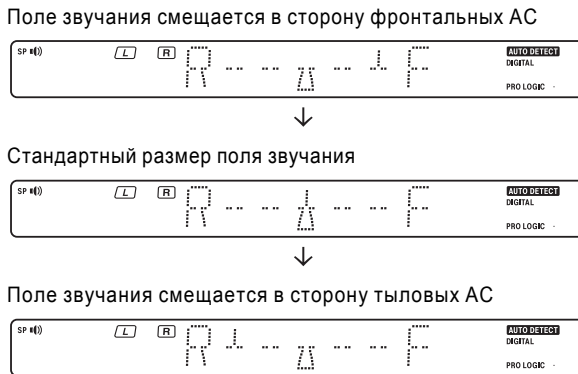 Поле звучания смещается в сторону фронтальных АС
SP L R R -- -- -- -- F AUTO DETECT
DIGITAL
PRO LOGIC
↓
Стандартный размер поля звучания
SP L R R -- -- -- -- F AUTO DETECT
DIGITAL
PRO LOGIC
↓
Поле звучания смещается в сторону тыловых АС
SP L R R -- -- -- F AUTO DETECT
DIGITAL
PRO LOGIC